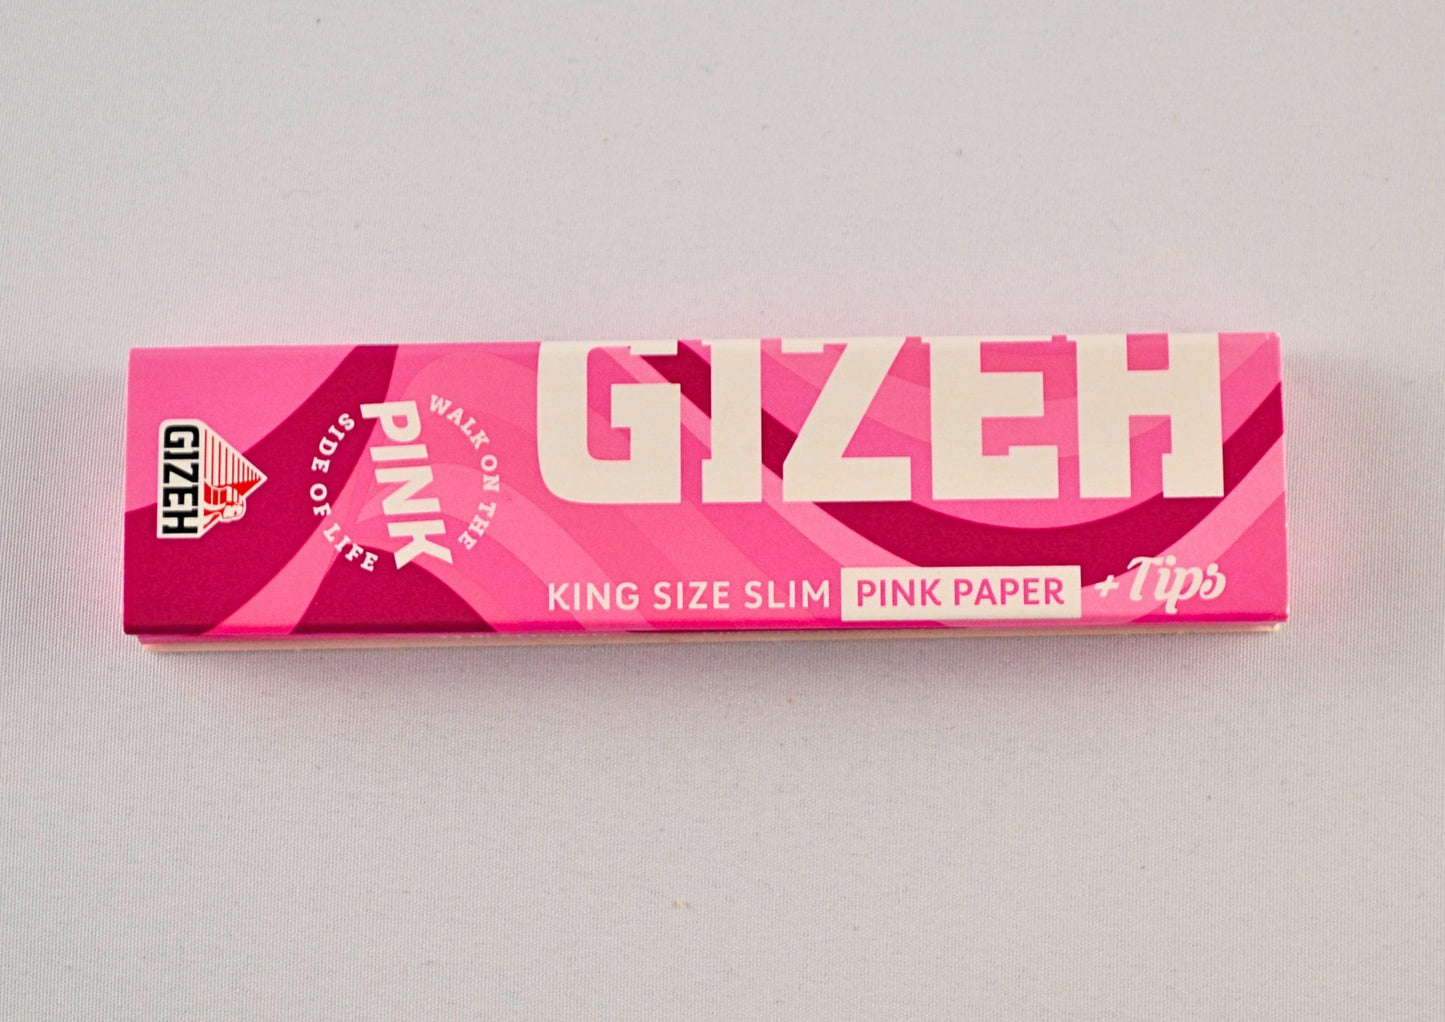 GIZEH
WALK ON THE
PINK
SIDE OF LIFE
GIZEH
KING SIZE SLIM PINK PAPER + Tips